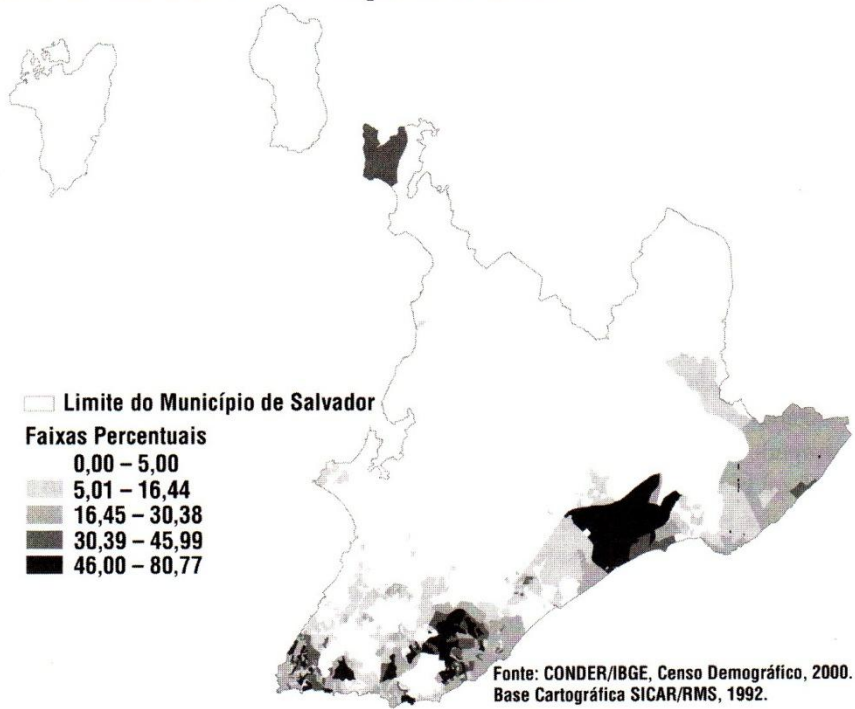 Limite do Município de Salvador
Faixas Percentuais
0,00 – 5,00
5,01 – 16,44
16,45 – 30,38
30,39 – 45,99
46,00 – 80,77
Fonte: CONDER/IBGE, Censo Demográfico, 2000.
Base Cartográfica SICAR/RMS, 1992.